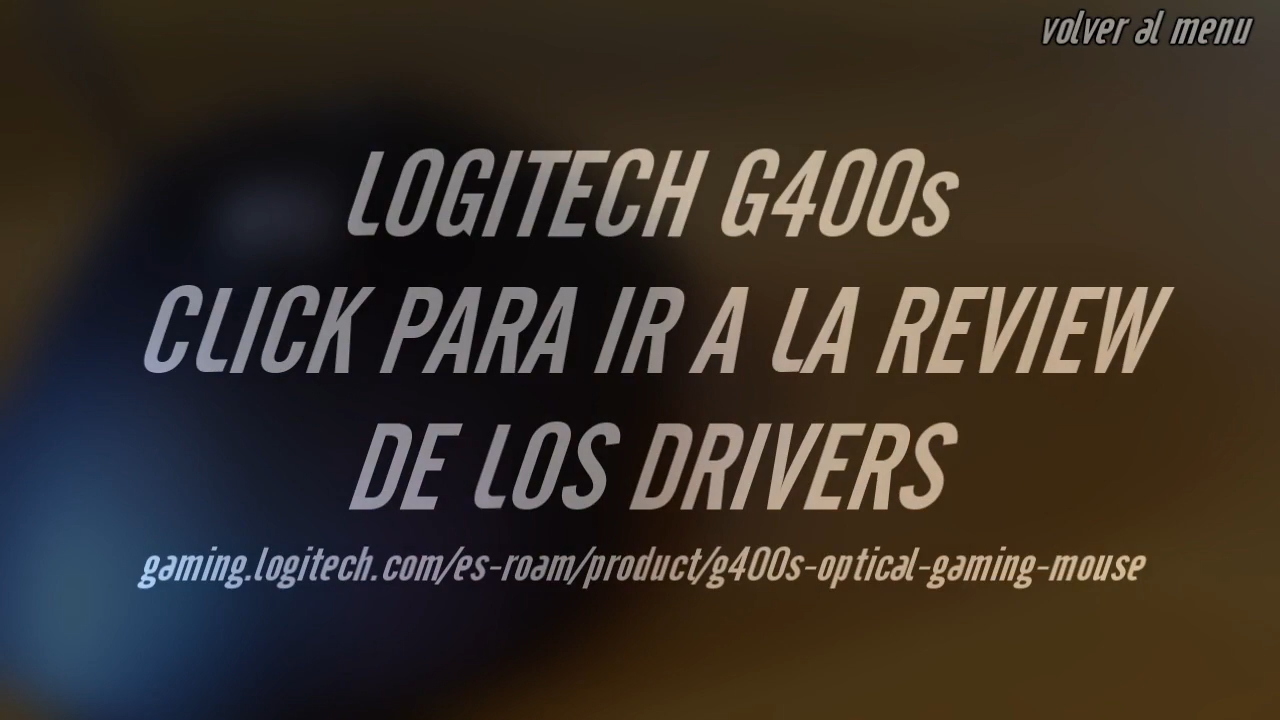 volver al menu
LOGITECH G400s
CLICK PARA IR A LA REVIEW
DE LOS DRIVERS
gaming.logitech.com/es-roam/product/g400s-optical-gaming-mouse